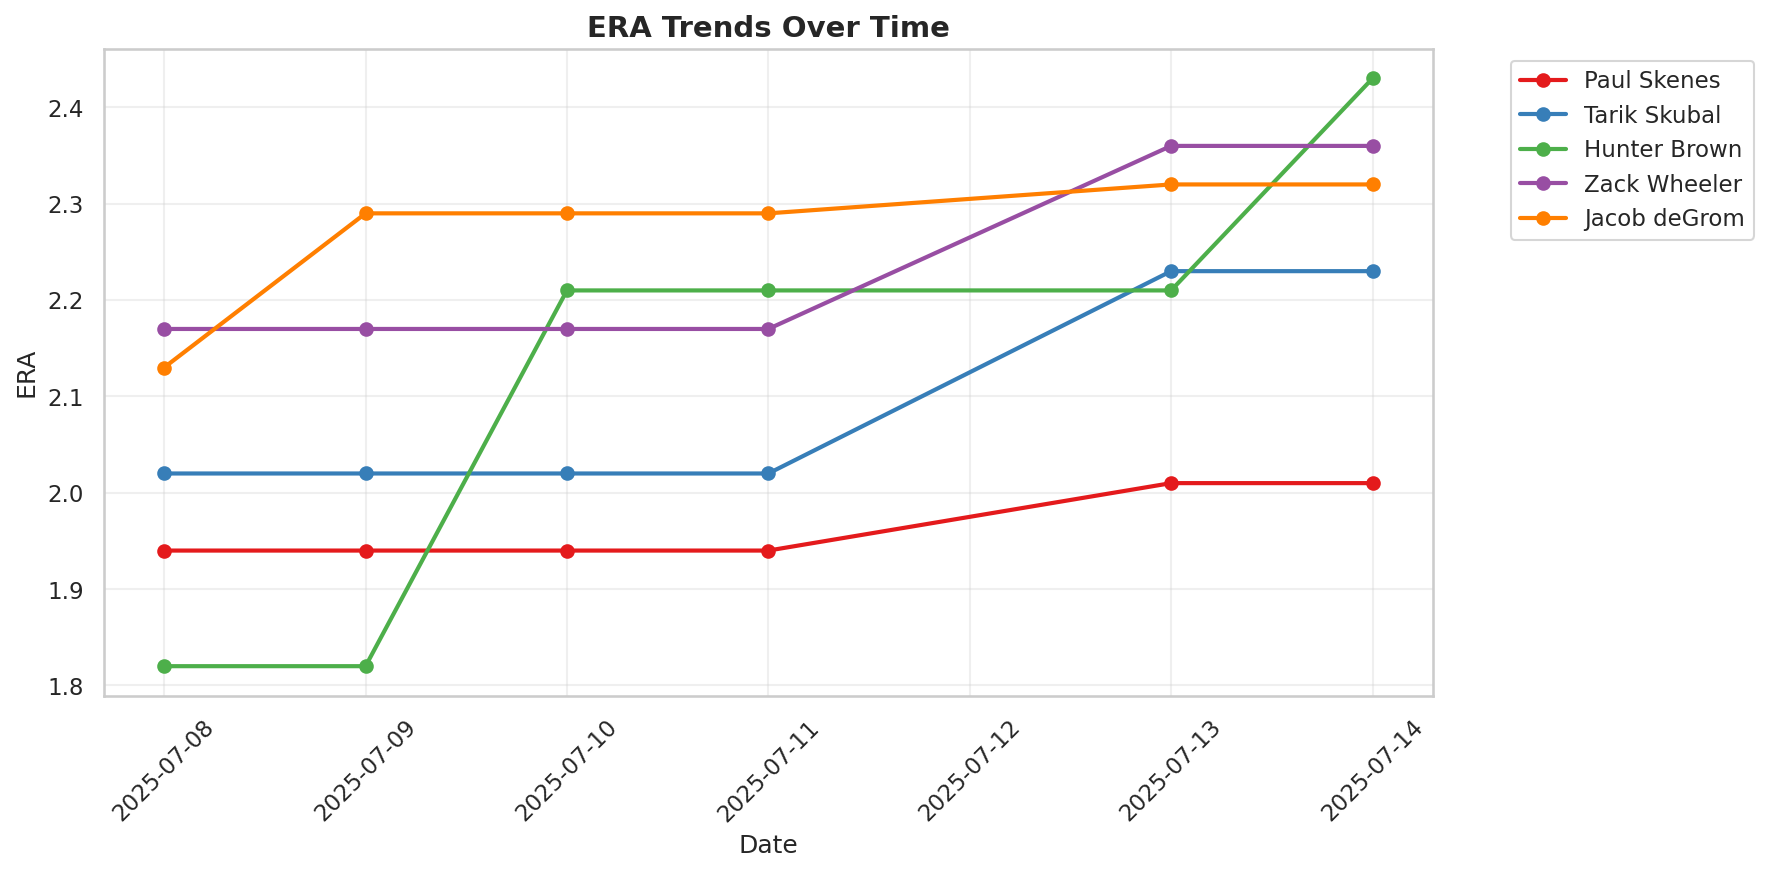 ERA Trends Over Time
Paul Skenes
Tarik Skubal
Hunter Brown
Zack Wheeler
Jacob deGrom
ERA
2.4
2.3
2.2
2.1
2.0
1.9
1.8
2025-07-08
2025-07-09
2025-07-10
2025-07-11
2025-07-12
2025-07-13
2025-07-14
Date